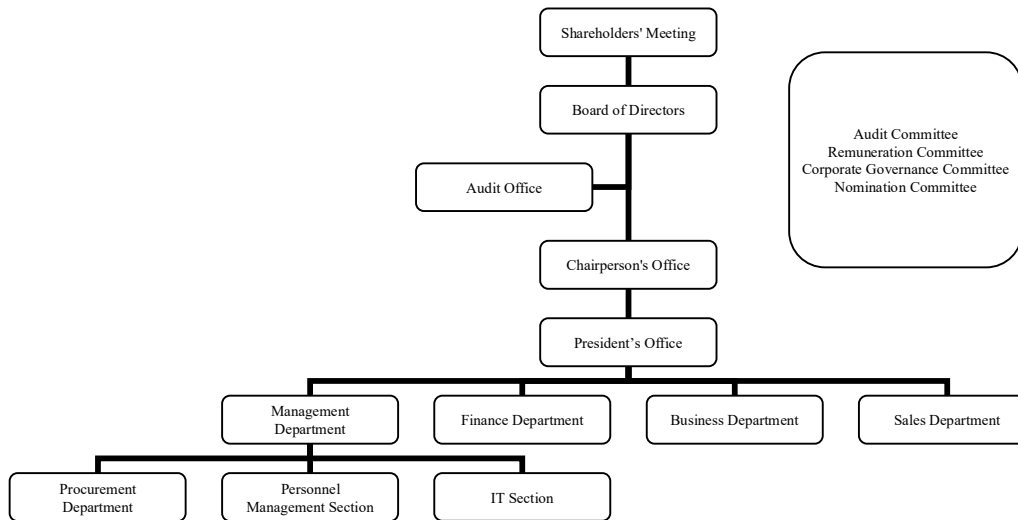 Shareholders' Meeting
Board of Directors
Audit Committee
Remuneration Committee
Corporate Governance Committee
Nomination Committee
Audit Office
Chairperson's Office
President’s Office
Management
Department
Finance Department
Business Department
Sales Department
Procurement
Department
Personnel
Management Section
IT Section